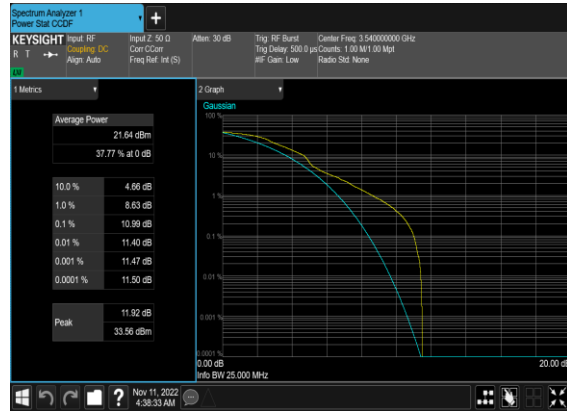 Spectrum Analyzer 1
Power Stat CCDF
KEYSIGHT
R T
Input: RF
Coupling: DC
Align: Auto
Input Z: 50 Ω
Corr CCorr
Freq Ref: Int (S)
Atten: 30 dB
Trig: RF Burst
Trig Delay: 500.0 µs
#IF Gain: Low
Center Freq: 3.540000000 GHz
Counts: 1.00 M/1.00 Mpt
Radio Std: None
1 Metrics
Average Power
21.64 dBm
37.77 % at 0 dB
10.0 % 4.66 dB
1.0 % 8.63 dB
0.1 % 10.99 dB
0.01 % 11.40 dB
0.001 % 11.47 dB
0.0001 % 11.50 dB
Peak
11.92 dB
33.56 dBm
2 Graph
Gaussian
100 %
10 %
1 %
0.1 %
0.01 %
0.001 %
0.0001 %
0.00 dB
20.00 dB
Info BW 25.000 MHz
?
Nov 11, 2022
4:38:33 AM